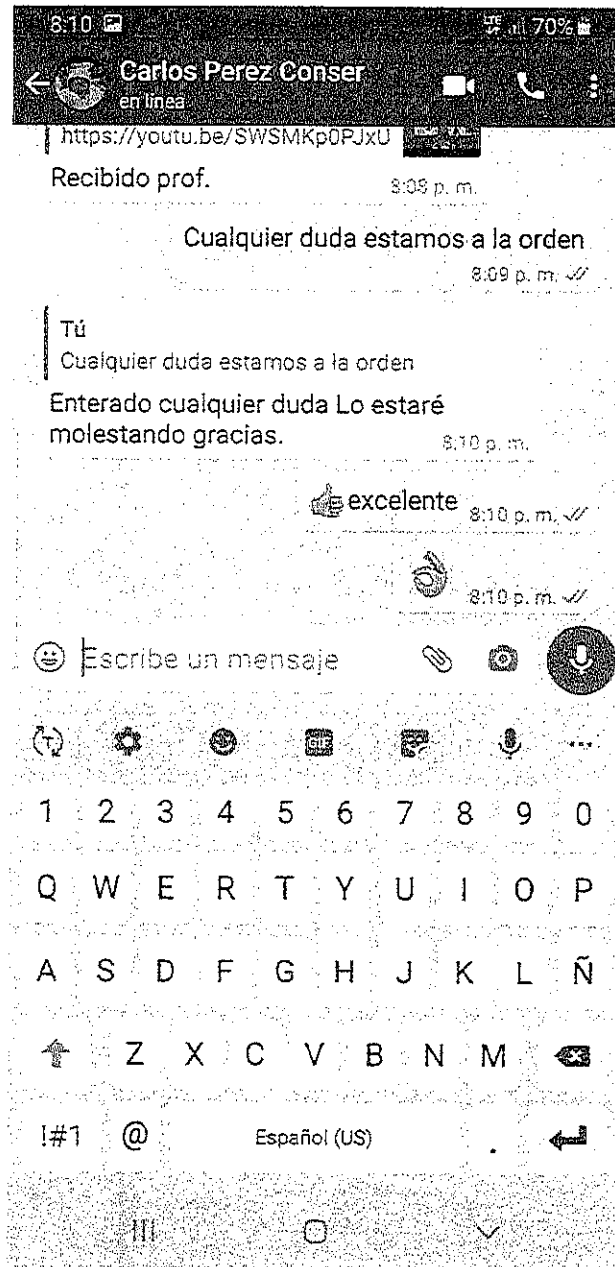 8:10 LTE 70%
Carlos Perez Conser
en línea
https://youtu.be/SWSMKp0PJxU
Recibido prof. 8:08 p. m.
Cualquier duda estamos a la orden
8:09 p. m.
Tú
Cualquier duda estamos a la orden
Enterado cualquier duda Lo estaré
molestando gracias. 8:10 p. m.
👍excelente 8:10 p. m.
👌 8:10 p. m.
Escribe un mensaje
GIF
1 2 3 4 5 6 7 8 9 0
Q W E R T Y U I O P
A S D F G H J K L Ñ
Z X C V B N M
!#1 @ Español (US) .